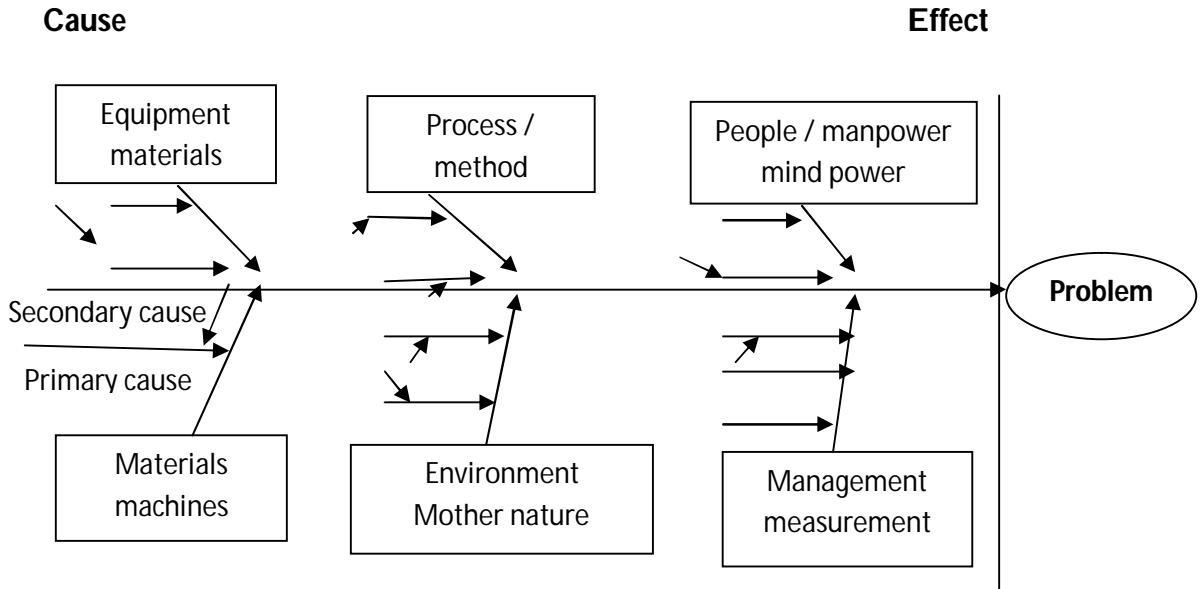 Cause
Effect
Equipment
materials
Process /
method
People / manpower
mind power
Problem
Secondary cause
Primary cause
Materials
machines
Environment
Mother nature
Management
measurement